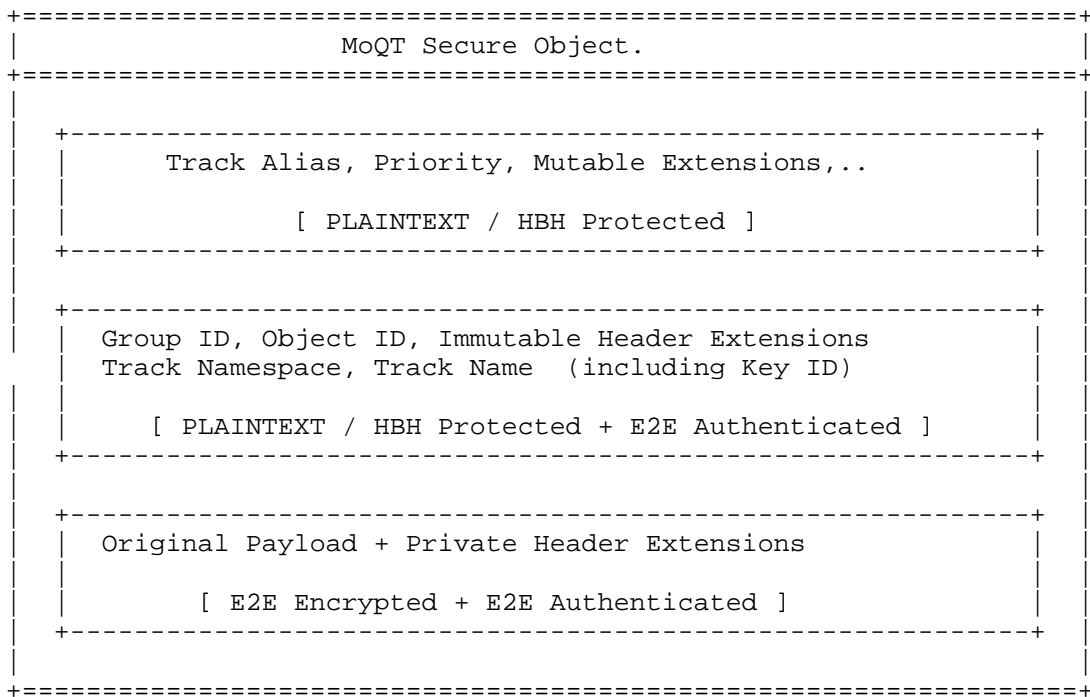 MoQT Secure Object.
Track Alias, Priority, Mutable Extensions,..
[ PLAINTEXT / HBH Protected ]
Group ID, Object ID, Immutable Header Extensions
Track Namespace, Track Name (including Key ID)
[ PLAINTEXT / HBH Protected + E2E Authenticated ]
Original Payload + Private Header Extensions
[ E2E Encrypted + E2E Authenticated ]